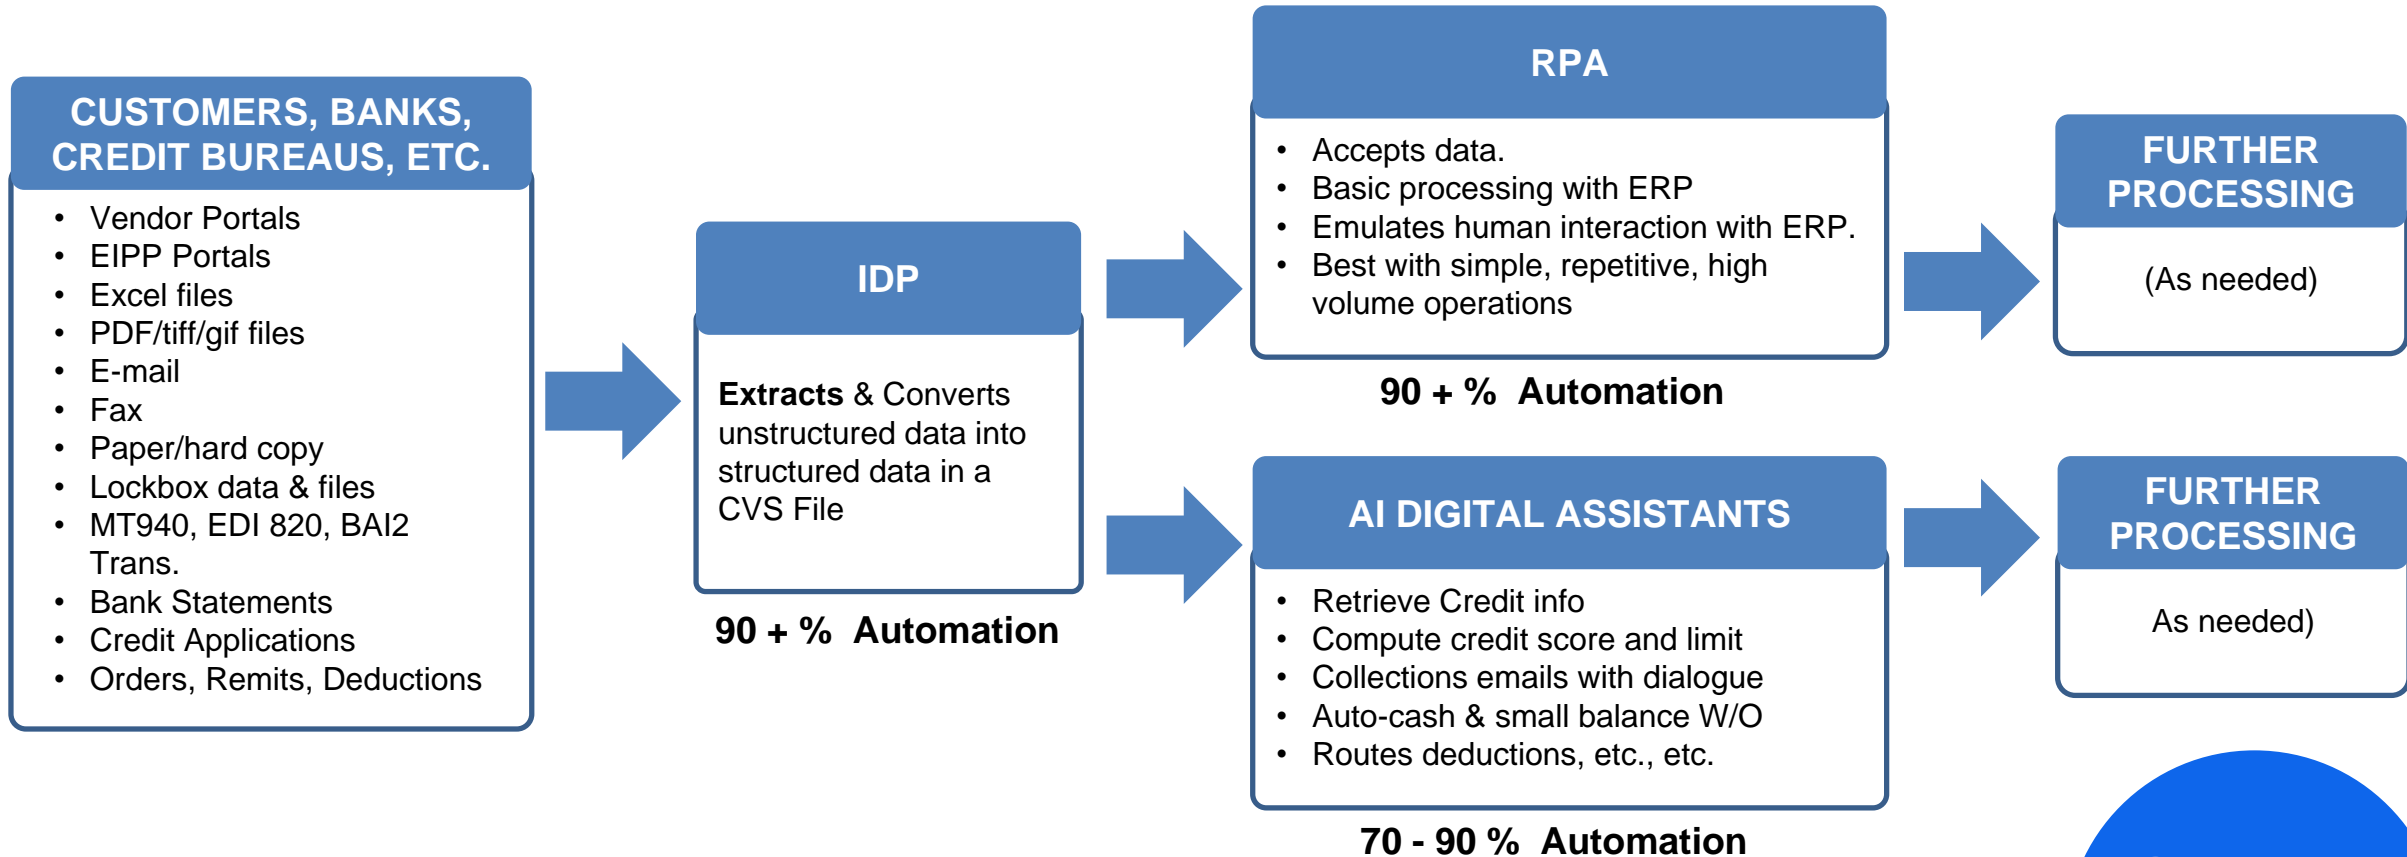 CUSTOMERS, BANKS,
CREDIT BUREAUS, ETC.
• Vendor Portals
• EIPP Portals
• Excel files
• PDF/tiff/gif files
• E-mail
• Fax
• Paper/hard copy
• Lockbox data & files
• MT940, EDI 820, BAI2
Trans.
• Bank Statements
• Credit Applications
• Orders, Remits, Deductions
IDP
Extracts & Converts
unstructured data into
structured data in a
CVS File
90 + % Automation
RPA
• Accepts data.
• Basic processing with ERP
• Emulates human interaction with ERP.
• Best with simple, repetitive, high
volume operations
90 + % Automation
FURTHER
PROCESSING
(As needed)
AI DIGITAL ASSISTANTS
• Retrieve Credit info
• Compute credit score and limit
• Collections emails with dialogue
• Auto-cash & small balance W/O
• Routes deductions, etc., etc.
70 - 90 % Automation
FURTHER
PROCESSING
As needed)